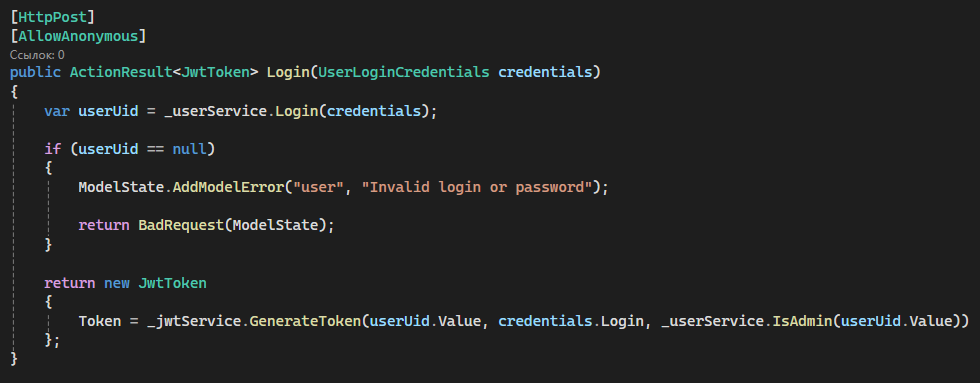 [HttpPost]
[AllowAnonymous]
Ссылок: 0
public ActionResult<JwtToken> Login(UserLoginCredentials credentials)
{
    var userUid = _userService.Login(credentials);

    if (userUid == null)
    {
        ModelState.AddModelError("user", "Invalid login or password");

        return BadRequest(ModelState);
    }

    return new JwtToken
    {
        Token = _jwtService.GenerateToken(userUid.Value, credentials.Login, _userService.IsAdmin(userUid.Value))
    };
}